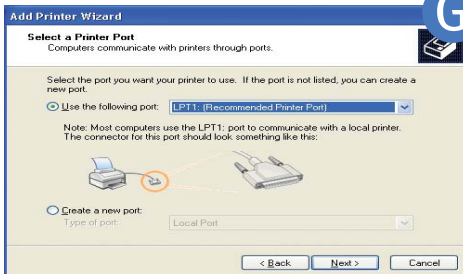 Add Printer Wizard
G
Select a Printer Port
Computers communicate with printers through ports.
Select the port you want your printer to use. If the port is not listed, you can create a
new port.
Use the following port: LPT1: (Recommended Printer Port)
Note: Most computers use the LPT1: port to communicate with a local printer.
The connector for this port should look something like this:
Create a new port:
Type of port: Local Port
< Back Next > Cancel